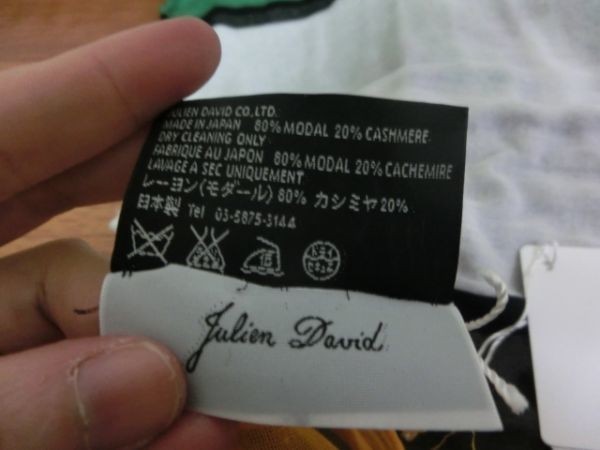 JULIEN DAVID CO.,LTD.
MADE IN JAPAN 80% MODAL 20% CASHMERE
DRY CLEANING ONLY
FABRIQUE AU JAPON 80% MODAL 20% CACHEMIRE
LAVAGE A SEC UNIQUEMENT
レーヨン(モダール)80% カシミヤ20%
日本製 Tel 03-5875-3144
Julien David